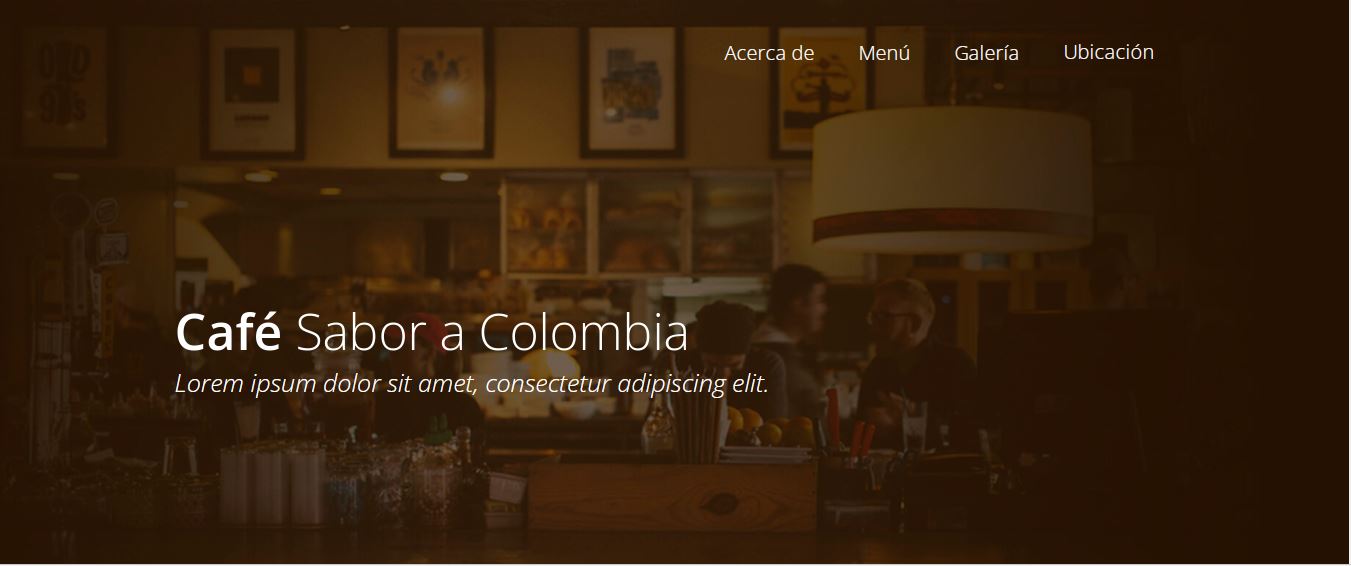 Acerca de Menú Galería Ubicación
Café Sabor a Colombia
Lorem ipsum dolor sit amet, consectetur adipiscing elit.